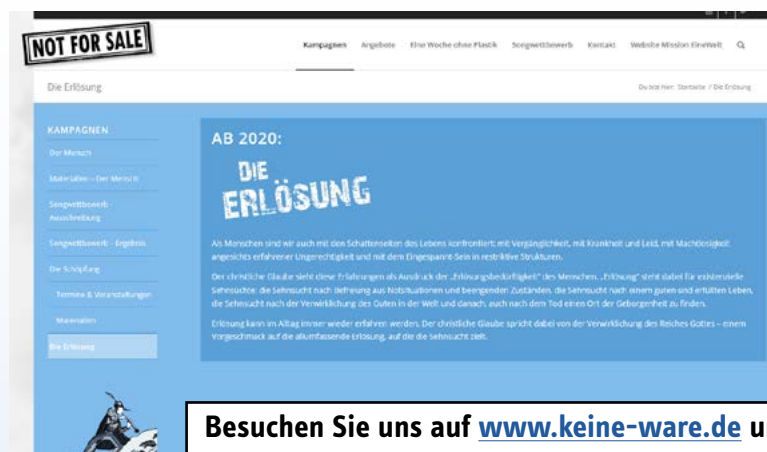 NOT FOR SALE
Kampagnen Angebote Eine Woche ohne Plastik Songwettbewerb Kontakt Website Mission EineWelt
Die Erlösung
Du bist hier: Startseite / Die Erlösung
KAMPAGNEN
Der Mensch
Materialien – Der Mensch
Songwettbewerb -
Ausschreibung
Songwettbewerb - Ergebnis
Die Schöpfung
Termine & Veranstaltungen
Materialien
Die Erlösung
AB 2020:
DIE
ERLÖSUNG
Als Menschen sind wir auch mit den Schattenseiten des Lebens konfrontiert: mit Vergänglichkeit, mit Krankheit und Leid, mit Machtlosigkeit
angesichts erfahrener Ungerechtigkeit und mit dem Eingespannt-Sein in restriktive Strukturen.
Der christliche Glaube sieht diese Erfahrungen als Ausdruck der „Erlösungsbedürftigkeit" des Menschen. „Erlösung" steht dabei für existenzielle
Sehnsüchte: die Sehnsucht nach Befreiung aus Notsituationen und beengenden Zuständen, die Sehnsucht nach einem guten und erfüllten Leben,
die Sehnsucht nach der Verwirklichung des Guten in der Welt und danach, auch nach dem Tod einen Ort der Geborgenheit zu finden.
Erlösung kann im Alltag immer wieder erfahren werden. Der christliche Glaube spricht dabei von der Verwirklichung des Reiches Gottes – einem
Vorgeschmack auf die allumfassende Erlösung, auf die die Sehnsucht zielt.
Besuchen Sie uns auf www.keine-ware.de u